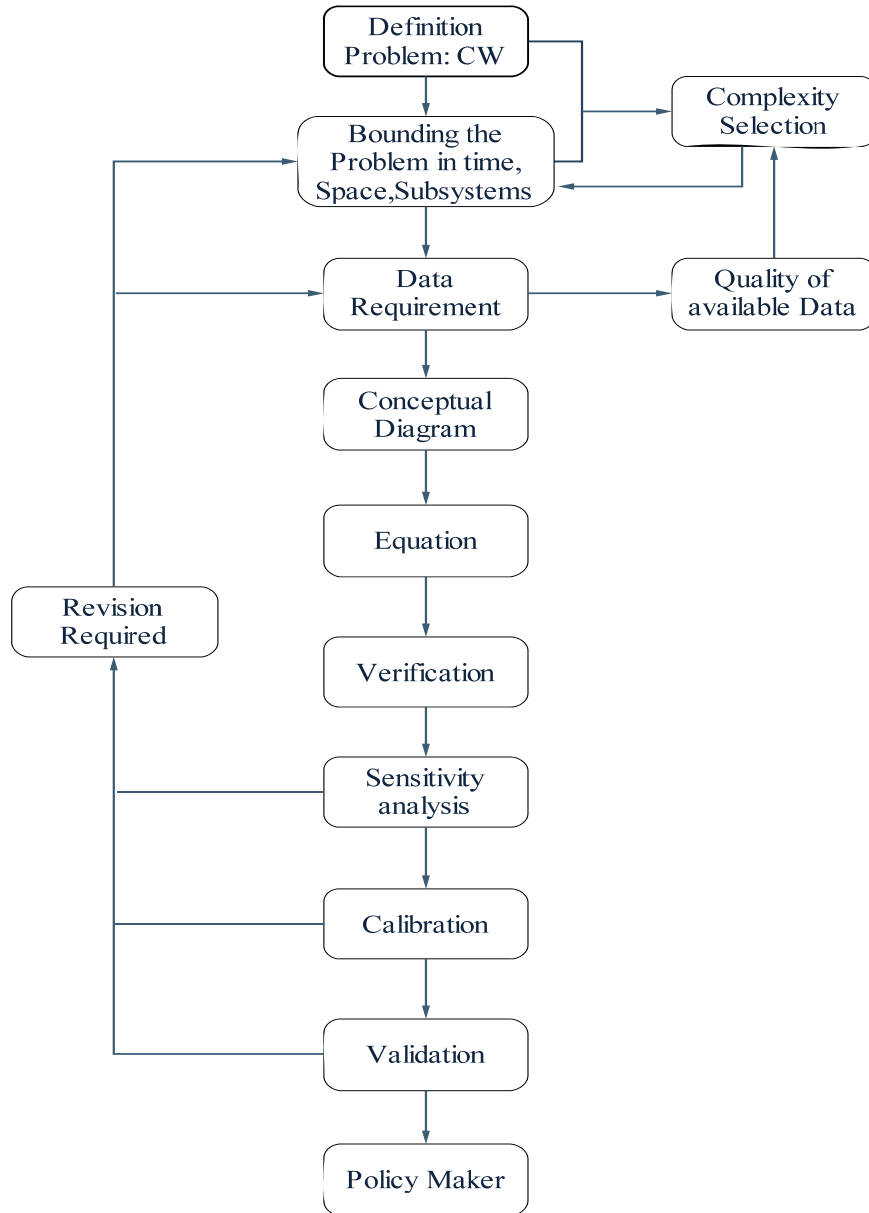 Definition
Problem: CW
Complexity
Selection
Bounding the
Problem in time,
Space,Subsystems
Data
Requirement
Quality of
available Data
Conceptual
Diagram
Equation
Revision
Required
Verification
Sensitivity
analysis
Calibration
Validation
Policy Maker